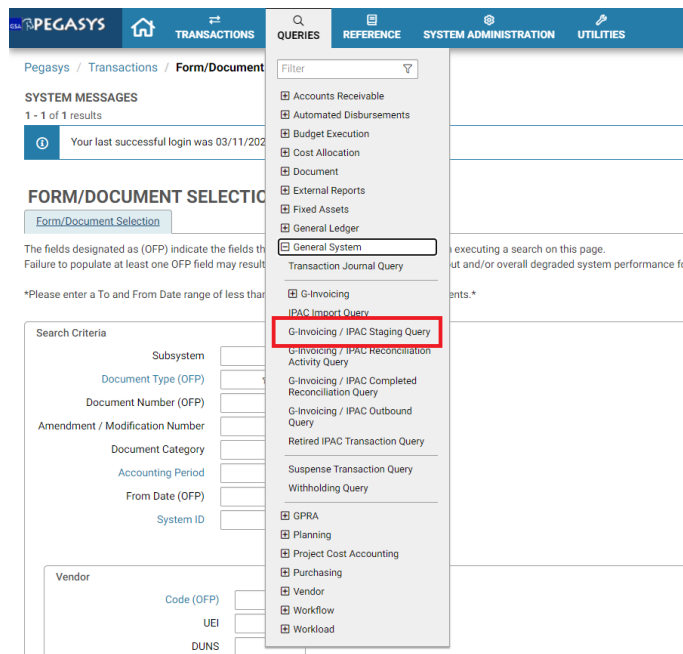 GSA PEGASYS
TRANSACTIONS
QUERIES
REFERENCE
SYSTEM ADMINISTRATION
UTILITIES
Pegasys / Transactions / Form/Document
SYSTEM MESSAGES
1 - 1 of 1 results
Your last successful login was 03/11/202
FORM/DOCUMENT SELECTIO
Form/Document Selection
The fields designated as (OFP) indicate the fields th
n executing a search on this page.
Failure to populate at least one OFP field may result
out and/or overall degraded system performance fo
*Please enter a To and From Date range of less than
ents.*
Search Criteria
Subsystem
Document Type (OFP)
Document Number (OFP)
Amendment / Modification Number
Document Category
Accounting Period
From Date (OFP)
System ID
Vendor
Code (OFP)
UEI
DUNS
Filter
Accounts Receivable
Automated Disbursements
Budget Execution
Cost Allocation
Document
External Reports
Fixed Assets
General Ledger
General System
Transaction Journal Query
G-Invoicing
IPAC Import Query
G-Invoicing / IPAC Staging Query
G-Invoicing / IPAC Reconciliation
Activity Query
G-Invoicing / IPAC Completed
Reconciliation Query
G-Invoicing / IPAC Outbound
Query
Retired IPAC Transaction Query
Suspense Transaction Query
Withholding Query
GPRA
Planning
Project Cost Accounting
Purchasing
Vendor
Workflow
Workload